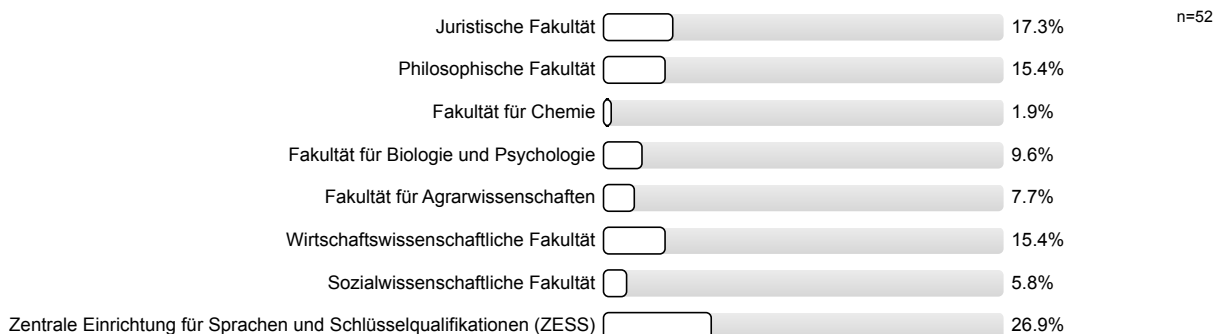 n=52
Juristische Fakultät 17.3%
Philosophische Fakultät 15.4%
Fakultät für Chemie 1.9%
Fakultät für Biologie und Psychologie 9.6%
Fakultät für Agrarwissenschaften 7.7%
Wirtschaftswissenschaftliche Fakultät 15.4%
Sozialwissenschaftliche Fakultät 5.8%
Zentrale Einrichtung für Sprachen und Schlüsselqualifikationen (ZESS) 26.9%